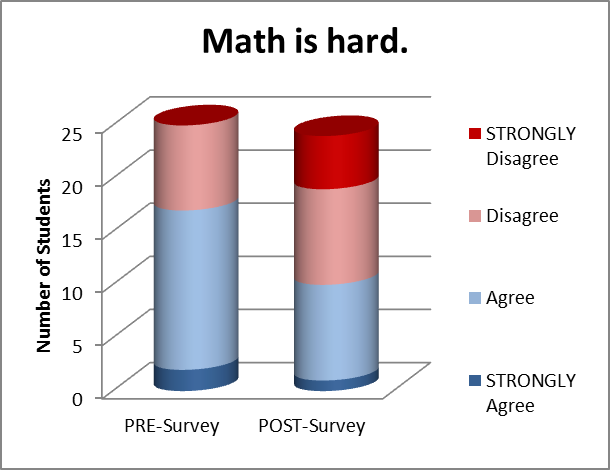 Math is hard.
Number of Students
25
20
15
10
5
0
PRE-Survey
POST-Survey
STRONGLY
Disagree
Disagree
Agree
STRONGLY
Agree